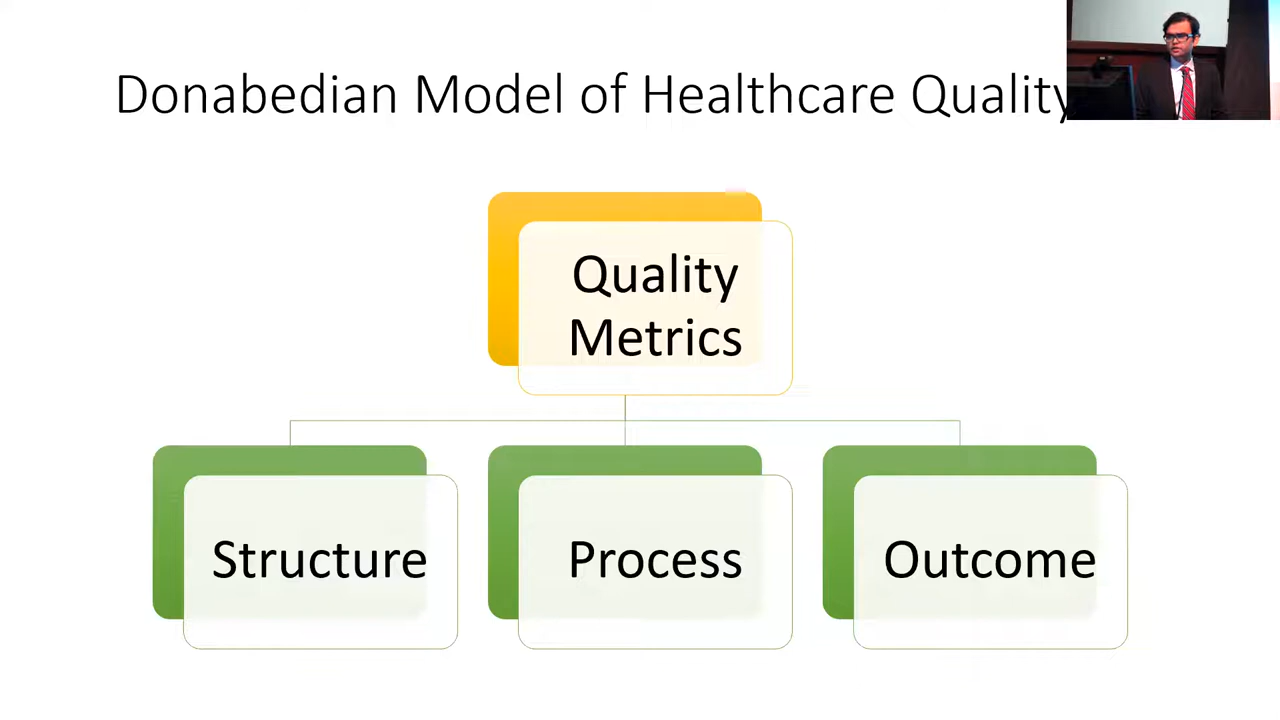 Donabedian Model of Healthcare Quality
Quality
Metrics
Structure
Process
Outcome